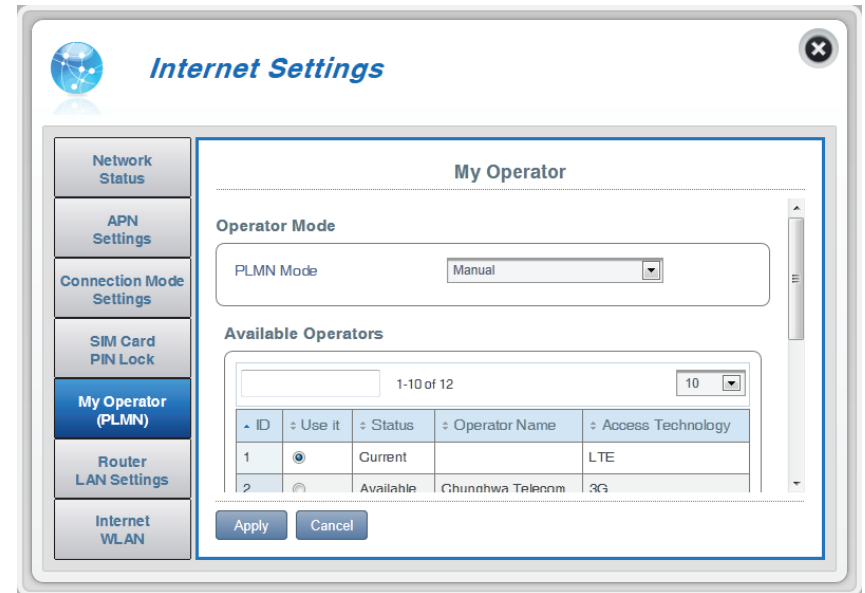 Internet Settings
Network
Status
APN
Settings
Connection Mode
Settings
SIM Card
PIN Lock
My Operator
(PLMN)
Router
LAN Settings
Internet
WLAN
My Operator
Operator Mode
PLMN Mode Manual
Available Operators
1-10 of 12 10
ID Use it Status Operator Name Access Technology
1 Current LTE
2 Available Chunghwa Telecom 3G
Apply Cancel